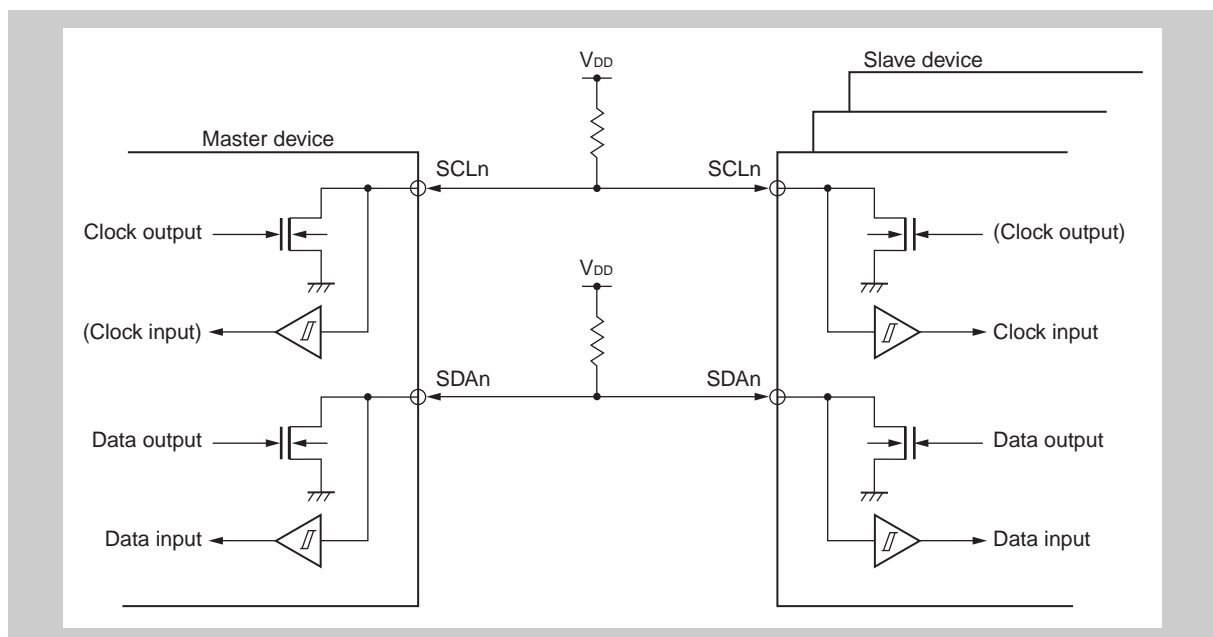 VDD
Slave device
Master device
SCLn
SCLn
Clock output
(Clock output)
VDD
(Clock input)
Clock input
SDAn
SDAn
Data output
Data output
Data input
Data input